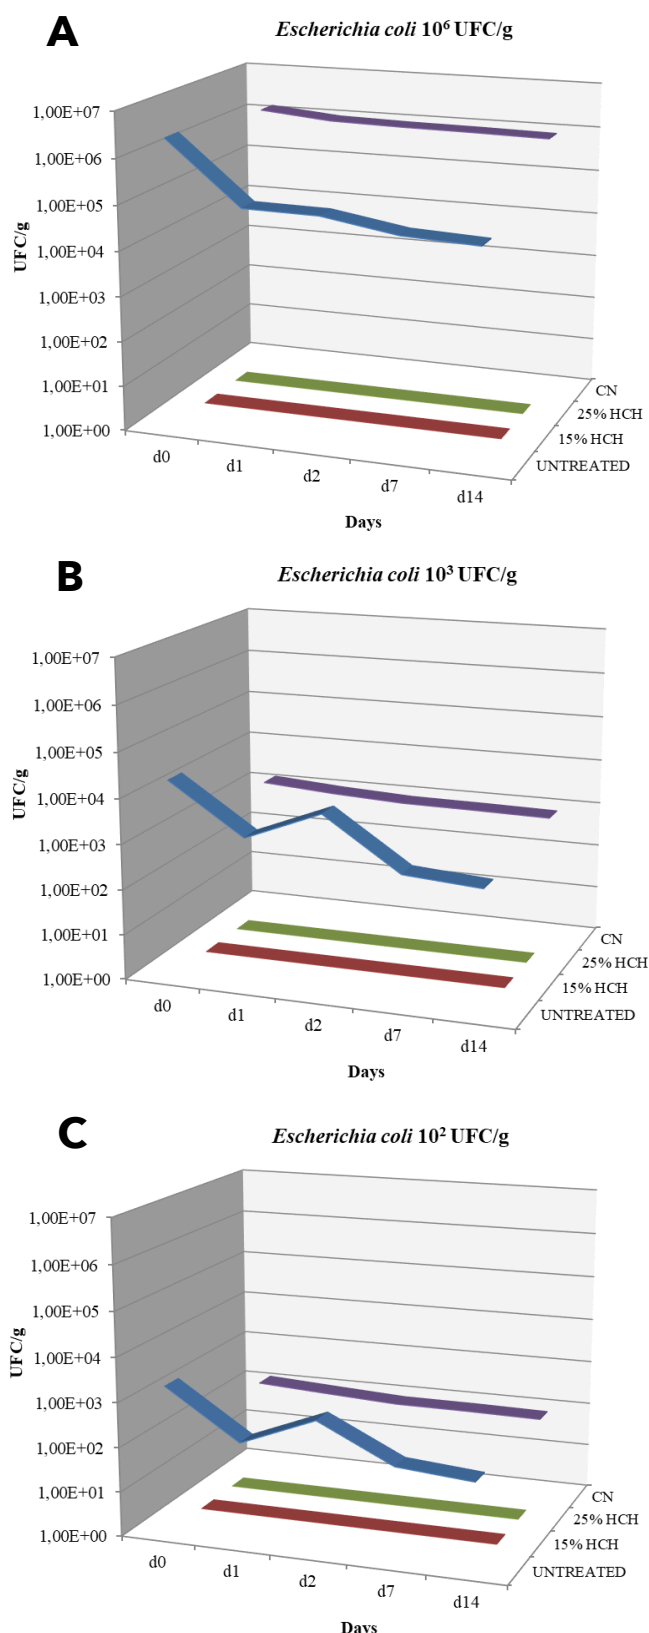 A
Escherichia coli 10⁶ UFC/g
1,00E+07
1,00E+06
1,00E+05
1,00E+04
1,00E+03
1,00E+02
1,00E+01
1,00E+00
UFC/g
d0
d1
d2
d7
d14
Days
CN
25% HCH
15% HCH
UNTREATED
B
Escherichia coli 10³ UFC/g
1,00E+07
1,00E+06
1,00E+05
1,00E+04
1,00E+03
1,00E+02
1,00E+01
1,00E+00
UFC/g
d0
d1
d2
d7
d14
Days
CN
25% HCH
15% HCH
UNTREATED
C
Escherichia coli 10² UFC/g
1,00E+07
1,00E+06
1,00E+05
1,00E+04
1,00E+03
1,00E+02
1,00E+01
1,00E+00
UFC/g
d0
d1
d2
d7
d14
Days
CN
25% HCH
15% HCH
UNTREATED